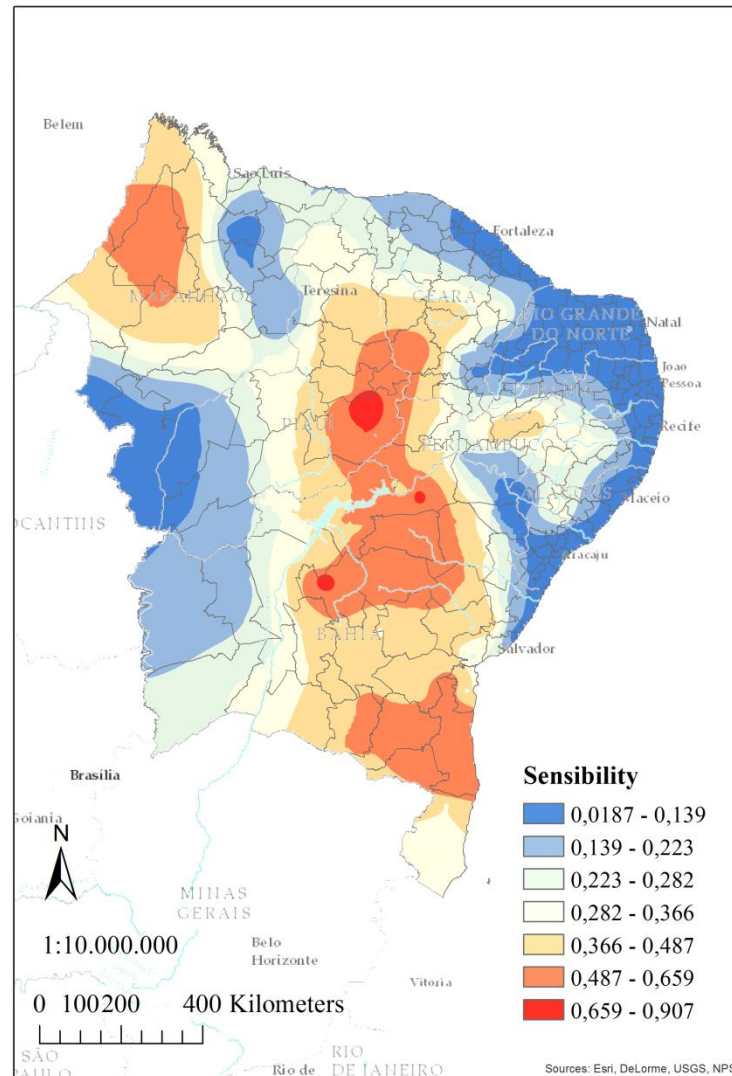 Belem
Sao Luis
Fortaleza
MARANHÃO
Teresina
CEARA
RIO GRANDE
DO NORTE
Natal
Joao
Pessoa
PIAUÍ
PERNAMBUCO
Recife
ALAGOAS
Maceio
OCANTINS
Aracaju
BAHIA
Salvador
Brasília
Goiania
N
MINAS
GERAIS
1:10.000.000
Belo
Horizonte
Vitoria
0 100200 400 Kilometers
SÃO
PAULO
Rio de
RIO
DE JANEIRO
Sensibility
0,0187 - 0,139
0,139 - 0,223
0,223 - 0,282
0,282 - 0,366
0,366 - 0,487
0,487 - 0,659
0,659 - 0,907
Sources: Esri, DeLorme, USGS, NPS